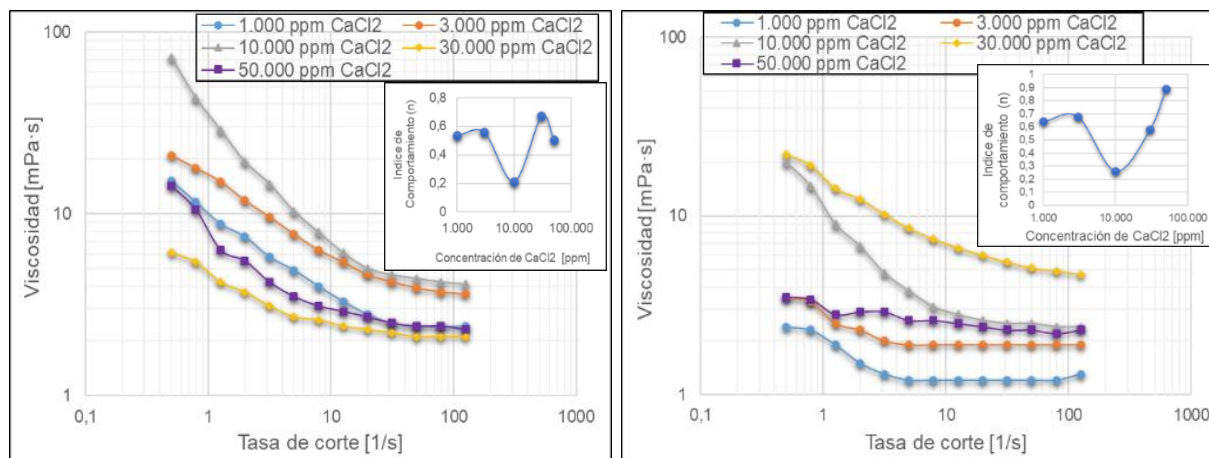 1.000 ppm CaCl2 3.000 ppm CaCl2
10.000 ppm CaCl2 30.000 ppm CaCl2
50.000 ppm CaCl2
100
10
1
Viscosidad [mPa·s]
0,1 1 10 100 1000
Tasa de corte [1/s]
0,8
0,6
0,4
0,2
0
Indice de
Comportamiento (n)
1.000 10.000 100.000
Concentración de CaCl2 [ppm]
1.000 ppm CaCl2 3.000 ppm CaCl2
10.000 ppm CaCl2 30.000 ppm CaCl2
50.000 ppm CaCl2
100
10
1
Viscosidad [mPa·s]
0,1 1 10 100 1000
Tasa de corte [1/s]
1
0,9
0,8
0,7
0,6
0,5
0,4
0,3
0,2
0,1
0
Indice de
comportamiento (n)
1.000 10.000 100.000
Concentración de CaCl2 [ppm]